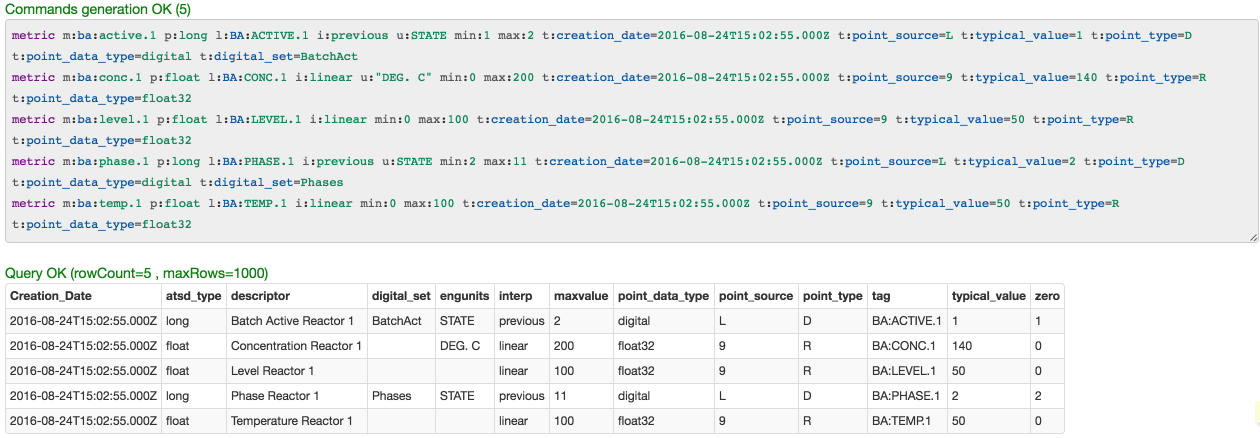 Commands generation OK (5)
metric m:ba:active.1 p:long l:BA:ACTIVE.1 i:previous u:STATE min:1 max:2 t:creation_date=2016-08-24T15:02:55.000Z t:point_source=L t:typical_value=1 t:point_type=D
t:point_data_type=digital t:digital_set=BatchAct
metric m:ba:conc.1 p:float l:BA:CONC.1 i:linear u:"DEG. C" min:0 max:200 t:creation_date=2016-08-24T15:02:55.000Z t:point_source=9 t:typical_value=140 t:point_type=R
t:point_data_type=float32
metric m:ba:level.1 p:float l:BA:LEVEL.1 i:linear min:0 max:100 t:creation_date=2016-08-24T15:02:55.000Z t:point_source=9 t:typical_value=50 t:point_type=R
t:point_data_type=float32
metric m:ba:phase.1 p:long l:BA:PHASE.1 i:previous u:STATE min:2 max:11 t:creation_date=2016-08-24T15:02:55.000Z t:point_source=L t:typical_value=2 t:point_type=D
t:point_data_type=digital t:digital_set=Phases
metric m:ba:temp.1 p:float l:BA:TEMP.1 i:linear min:0 max:100 t:creation_date=2016-08-24T15:02:55.000Z t:point_source=9 t:typical_value=50 t:point_type=R
t:point_data_type=float32
Query OK (rowCount=5 , maxRows=1000)
Creation_Date atsd_type descriptor digital_set engunits interp maxvalue point_data_type point_source point_type tag typical_value zero
2016-08-24T15:02:55.000Z long Batch Active Reactor 1 BatchAct STATE previous 2 digital L D BA:ACTIVE.1 1 1
2016-08-24T15:02:55.000Z float Concentration Reactor 1 DEG. C linear 200 float32 9 R BA:CONC.1 140 0
2016-08-24T15:02:55.000Z float Level Reactor 1 linear 100 float32 9 R BA:LEVEL.1 50 0
2016-08-24T15:02:55.000Z long Phase Reactor 1 Phases STATE previous 11 digital L D BA:PHASE.1 2 2
2016-08-24T15:02:55.000Z float Temperature Reactor 1 linear 100 float32 9 R BA:TEMP.1 50 0